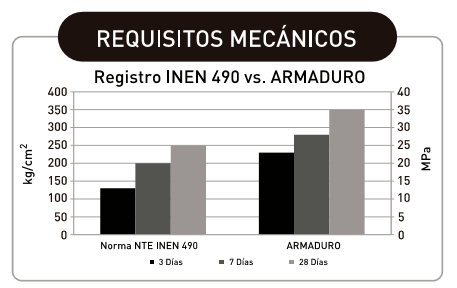 REQUISITOS MECÁNICOS
Registro INEN 490 vs. ARMADURO
kg/cm²
400
350
300
250
200
150
100
50
0
40
35
30
25
20
15
10
5
0
MPa
Norma NTE INEN 490
ARMADURO
3 Días
7 Días
28 Días